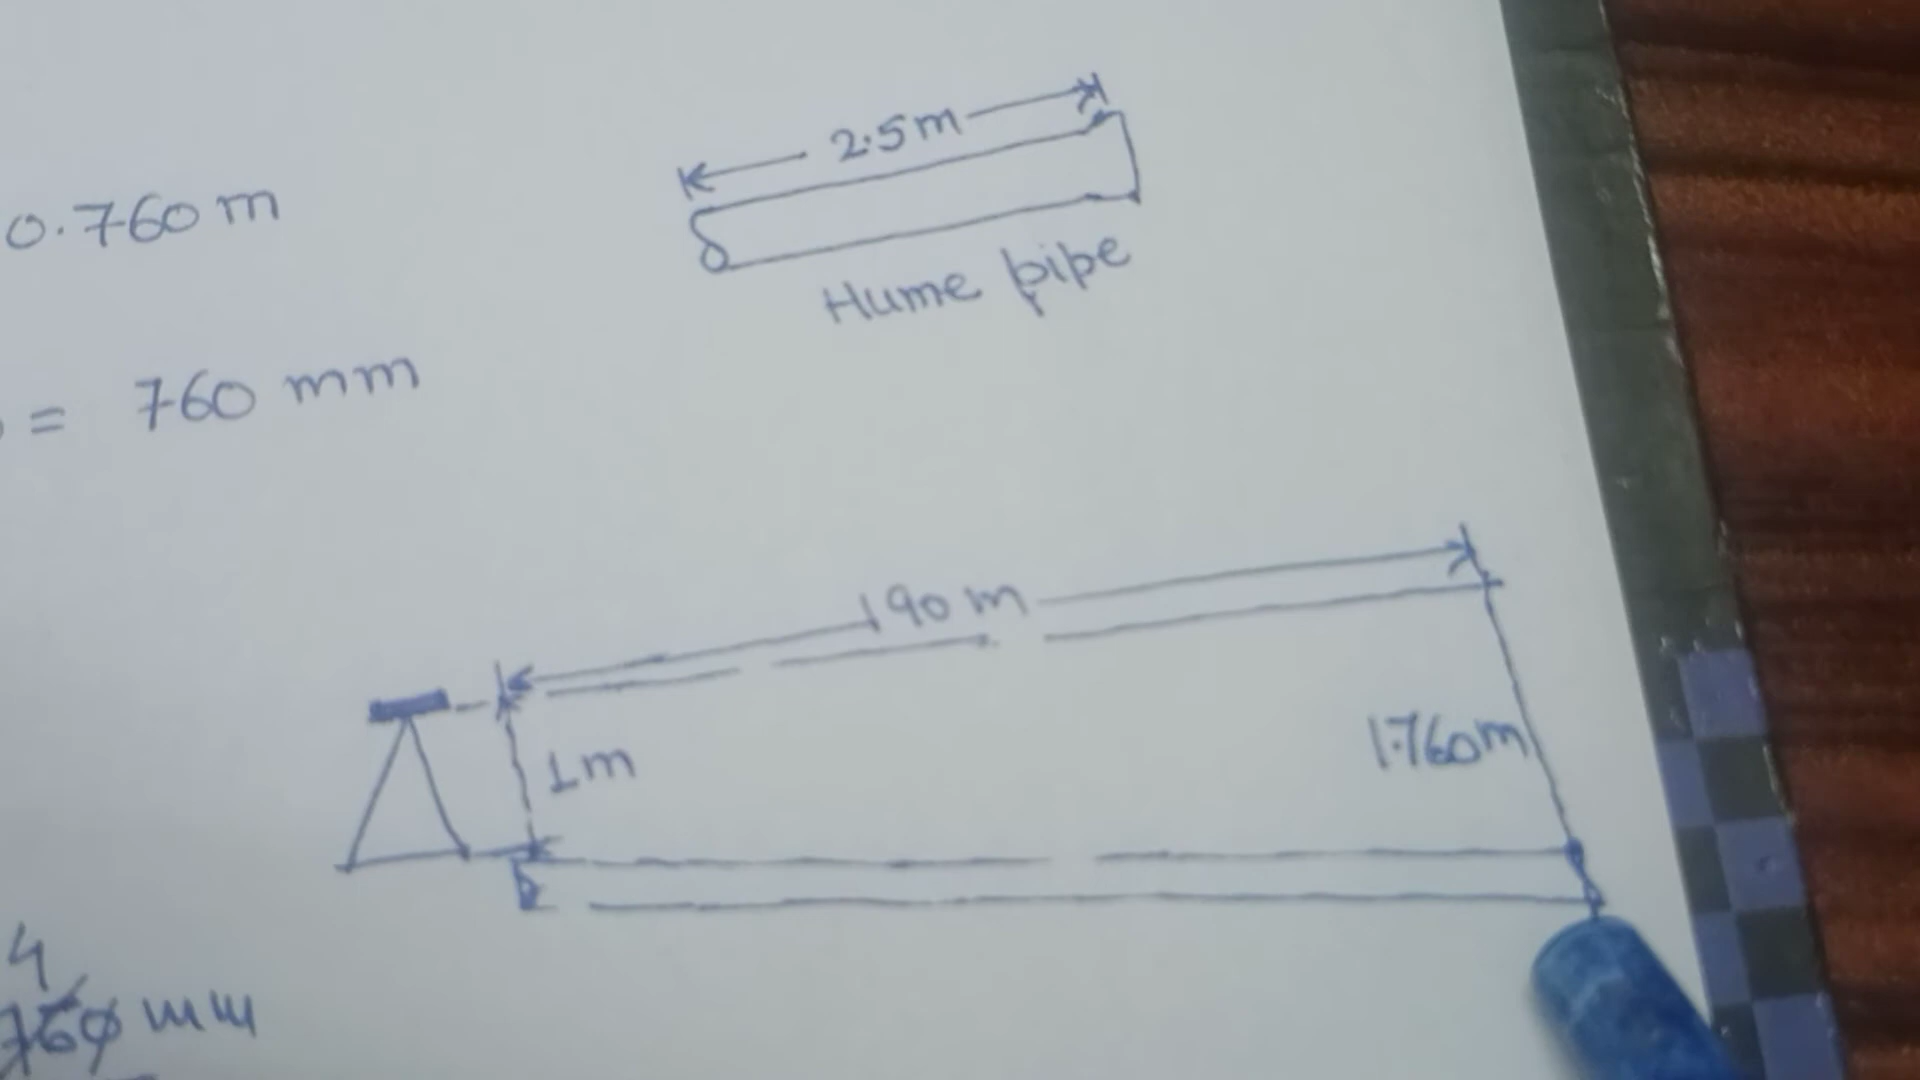 2.5m
0.760 m
Hume pipe
= 760 mm
190 m
1.760m
1m
4
760 mm